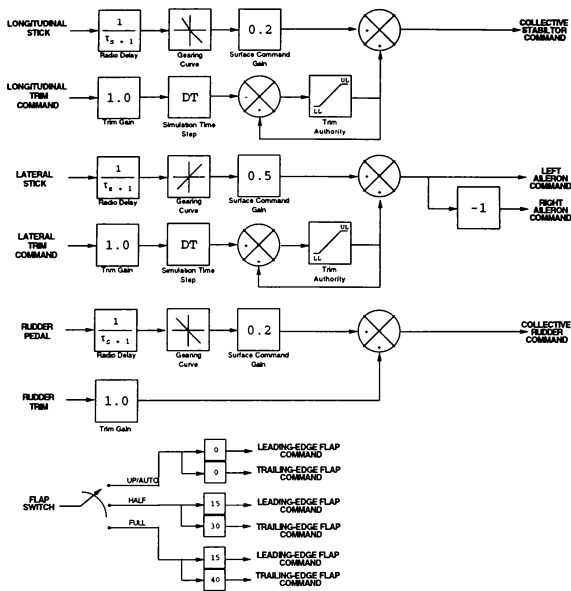 LONGITUDINAL
STICK
1
τs + 1
Radio Delay
Gearing
Curve
0.2
Surface Command
Gain
+
+
COLLECTIVE
STABILTOR
COMMAND
LONGITUDINAL
TRIM
COMMAND
1.0
Trim Gain
DT
Simulation Time
Step
-
+
UL
LL
Trim
Authority
LATERAL
STICK
1
τs + 1
Radio Delay
Gearing
Curve
0.5
Surface Command
Gain
+
+
LEFT
AILERON
COMMAND
-1
RIGHT
AILERON
COMMAND
LATERAL
TRIM
COMMAND
1.0
Trim Gain
DT
Simulation Time
Step
+
+
UL
LL
Trim
Authority
RUDDER
PEDAL
1
τs + 1
Radio Delay
Gearing
Curve
0.2
Surface Command
Gain
+
+
COLLECTIVE
RUDDER
COMMAND
RUDDER
TRIM
1.0
Trim Gain
FLAP
SWITCH
UP/AUTO
0
LEADING-EDGE FLAP
COMMAND
0
TRAILING-EDGE FLAP
COMMAND
HALF
15
LEADING-EDGE FLAP
COMMAND
30
TRAILING-EDGE FLAP
COMMAND
FULL
15
LEADING-EDGE FLAP
COMMAND
40
TRAILING-EDGE FLAP
COMMAND